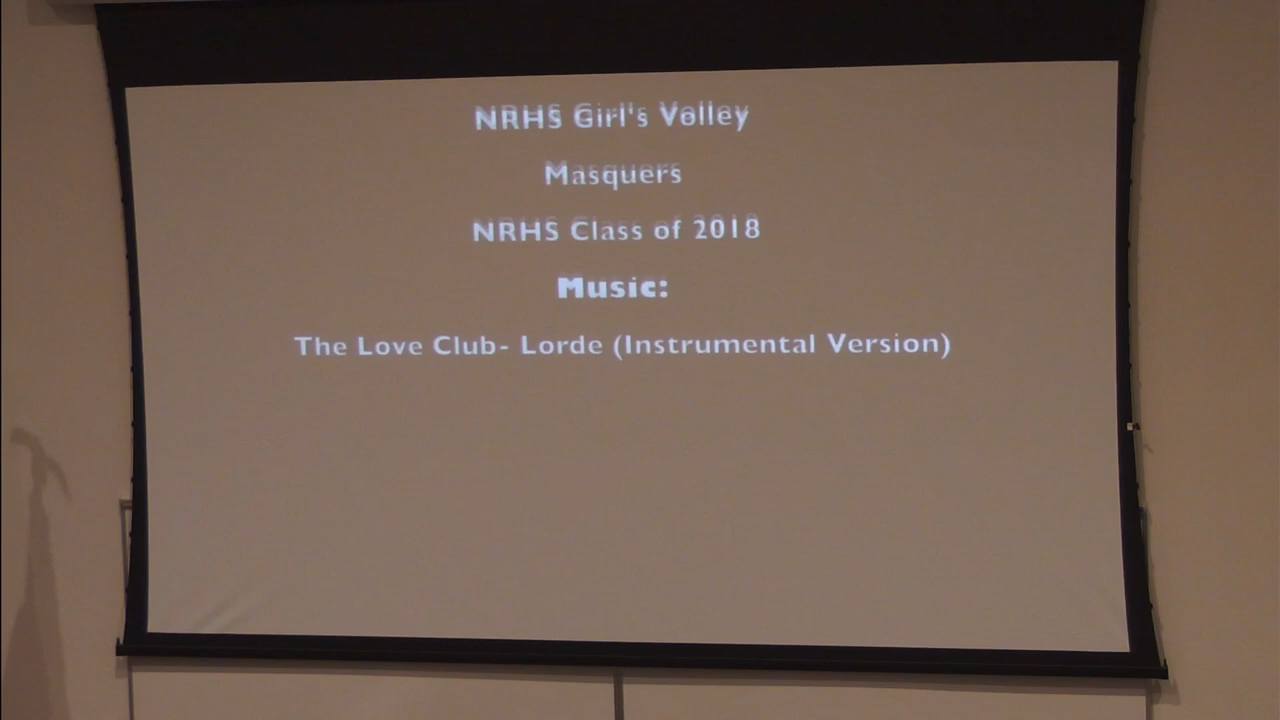 NRHS Girl's Volley
Masquers
NRHS Class of 2018
Music:
The Love Club- Lorde (Instrumental Version)